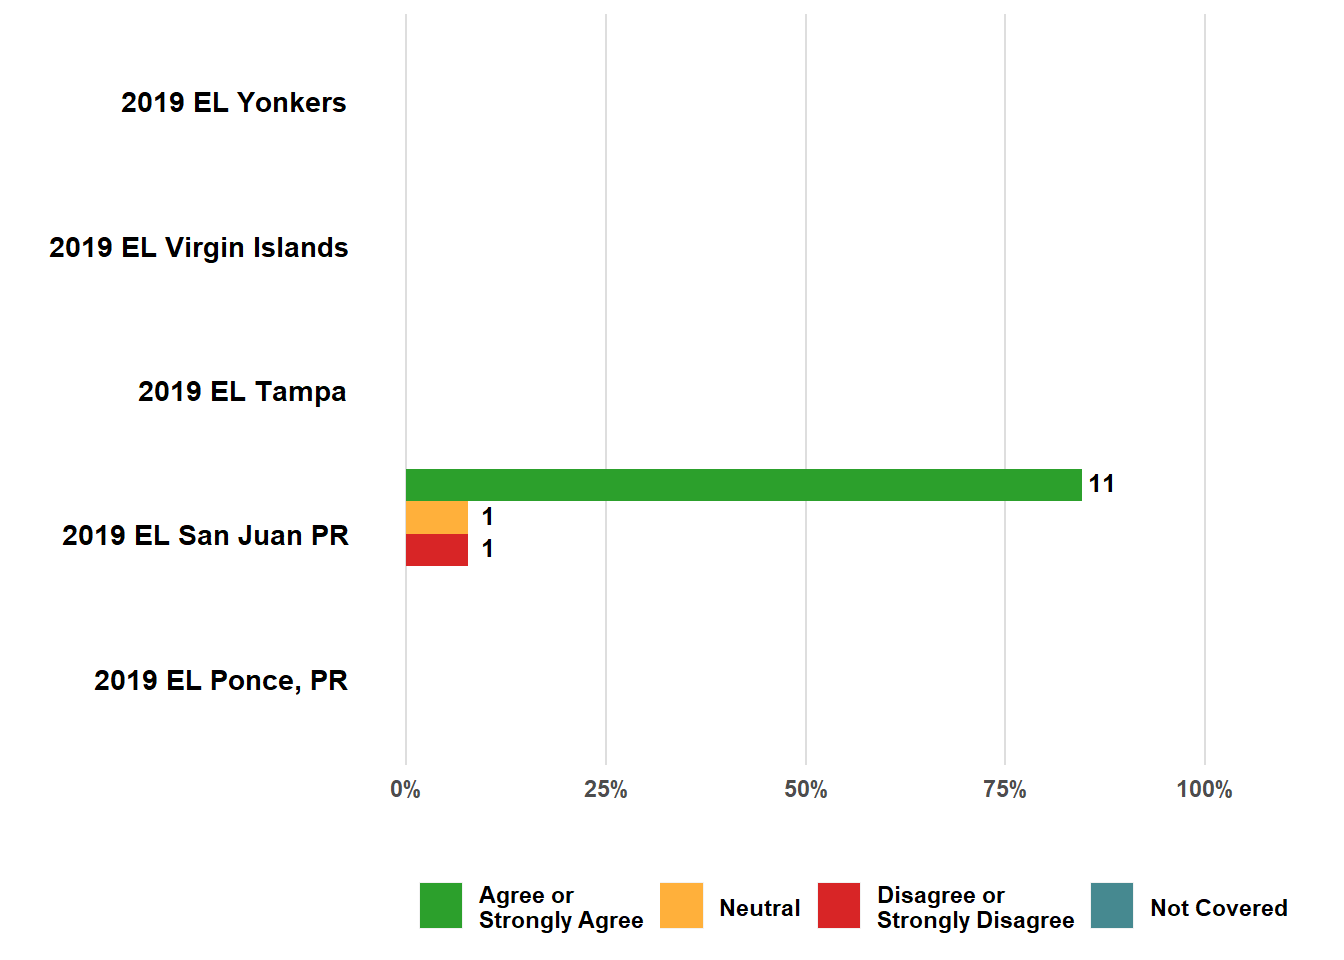 2019 EL Yonkers
2019 EL Virgin Islands
2019 EL Tampa
11
1
2019 EL San Juan PR
1
2019 EL Ponce, PR
0%
25%
50%
75%
100%
Agree or
Strongly Agree
Neutral
Disagree or
Strongly Disagree
Not Covered